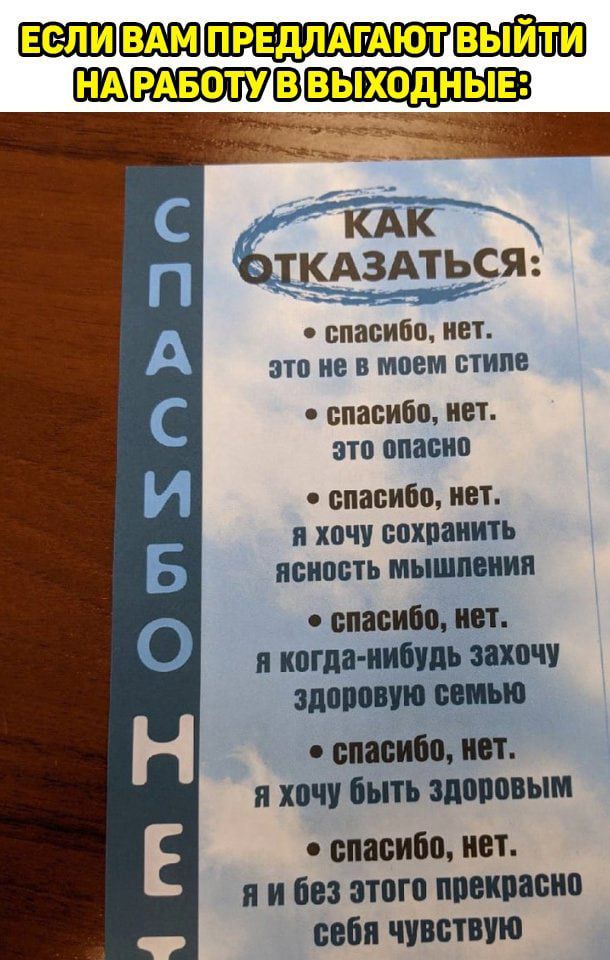 ЕСЛИ ВАМ ПРЕДЛАГАЮТ ВЫЙТИ
НА РАБОТУ В ВЫХОДНЫЕ:
СПАСИБО
НЕТ
КАК
ОТКАЗАТЬСЯ:
• спасибо, нет.
это не в моем стиле
• спасибо, нет.
это опасно
• спасибо, нет.
я хочу сохранить
ясность мышления
• спасибо, нет.
я когда-нибудь захочу
здоровую семью
• спасибо, нет.
я хочу быть здоровым
• спасибо, нет.
я и без этого прекрасно
себя чувствую